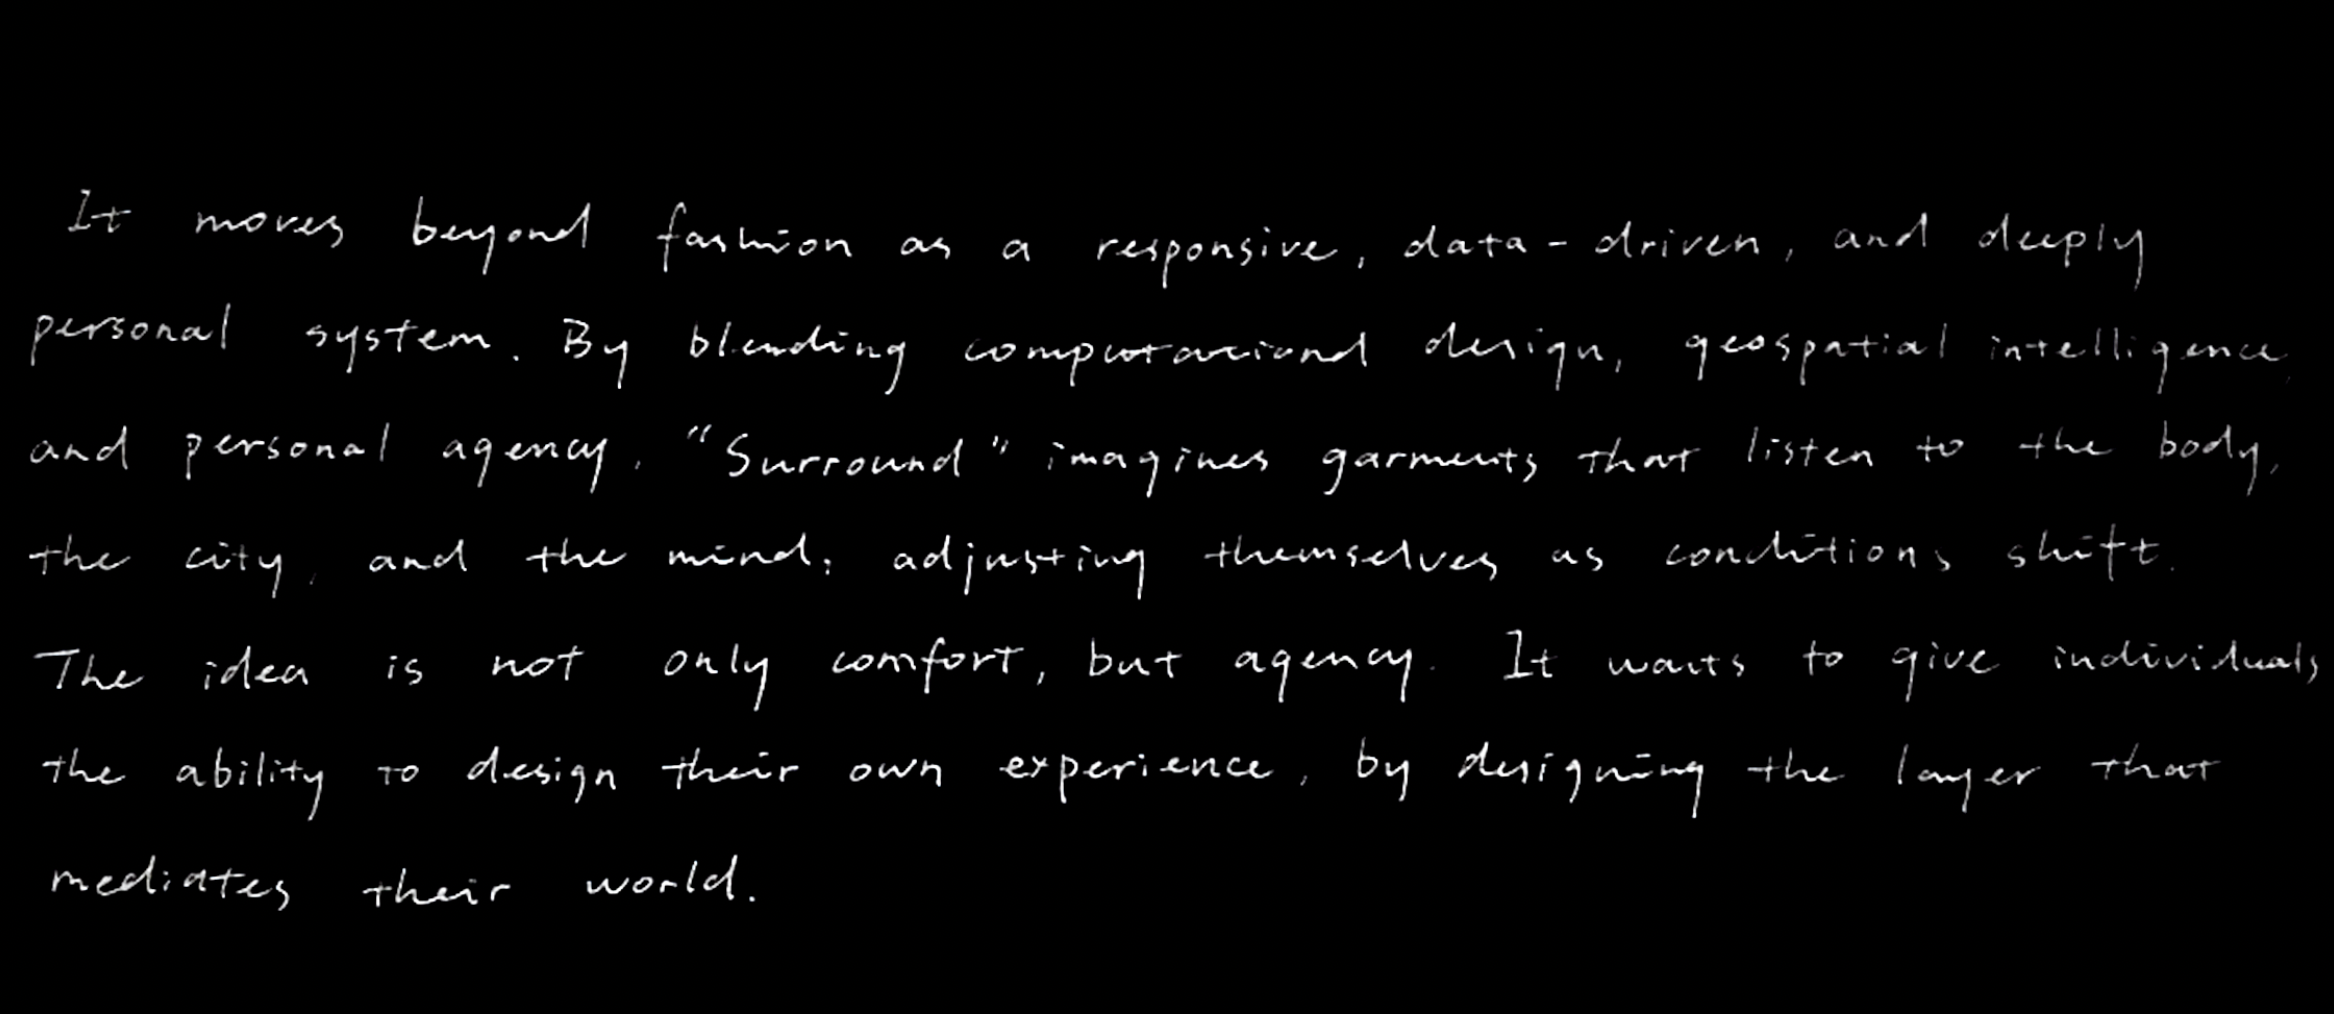 It moves beyond fashion as a responsive, data-driven, and deeply
personal system. By blending computational design, geospatial intelligence,
and personal agency, "Surround" imagines garments that listen to the body,
the city, and the mind; adjusting themselves as conditions shift.
The idea is not only comfort, but agency. It wants to give individuals
the ability to design their own experience, by designing the layer that
mediates their world.